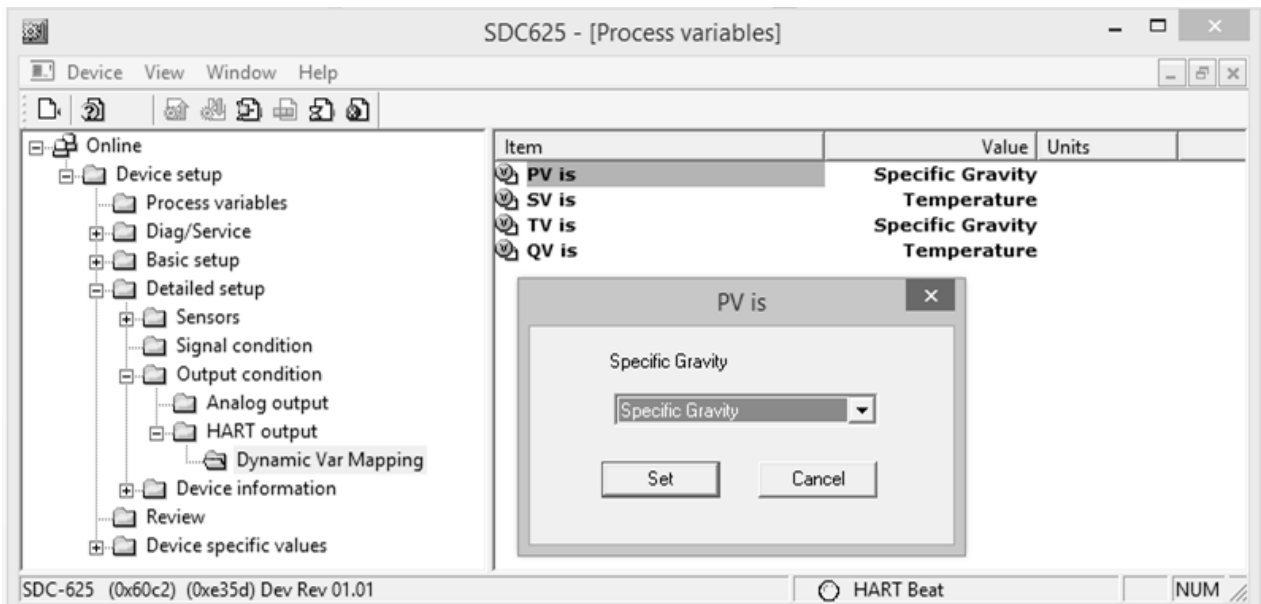 SDC625 - [Process variables]
Device View Window Help
Online
Device setup
Process variables
Diag/Service
Basic setup
Detailed setup
Sensors
Signal condition
Output condition
Analog output
HART output
Dynamic Var Mapping
Device information
Review
Device specific values
Item Value Units
PV is Specific Gravity
SV is Temperature
TV is Specific Gravity
QV is Temperature
PV is
Specific Gravity
Specific Gravity
Set Cancel
SDC-625 (0x60c2) (0xe35d) Dev Rev 01.01 HART Beat NUM